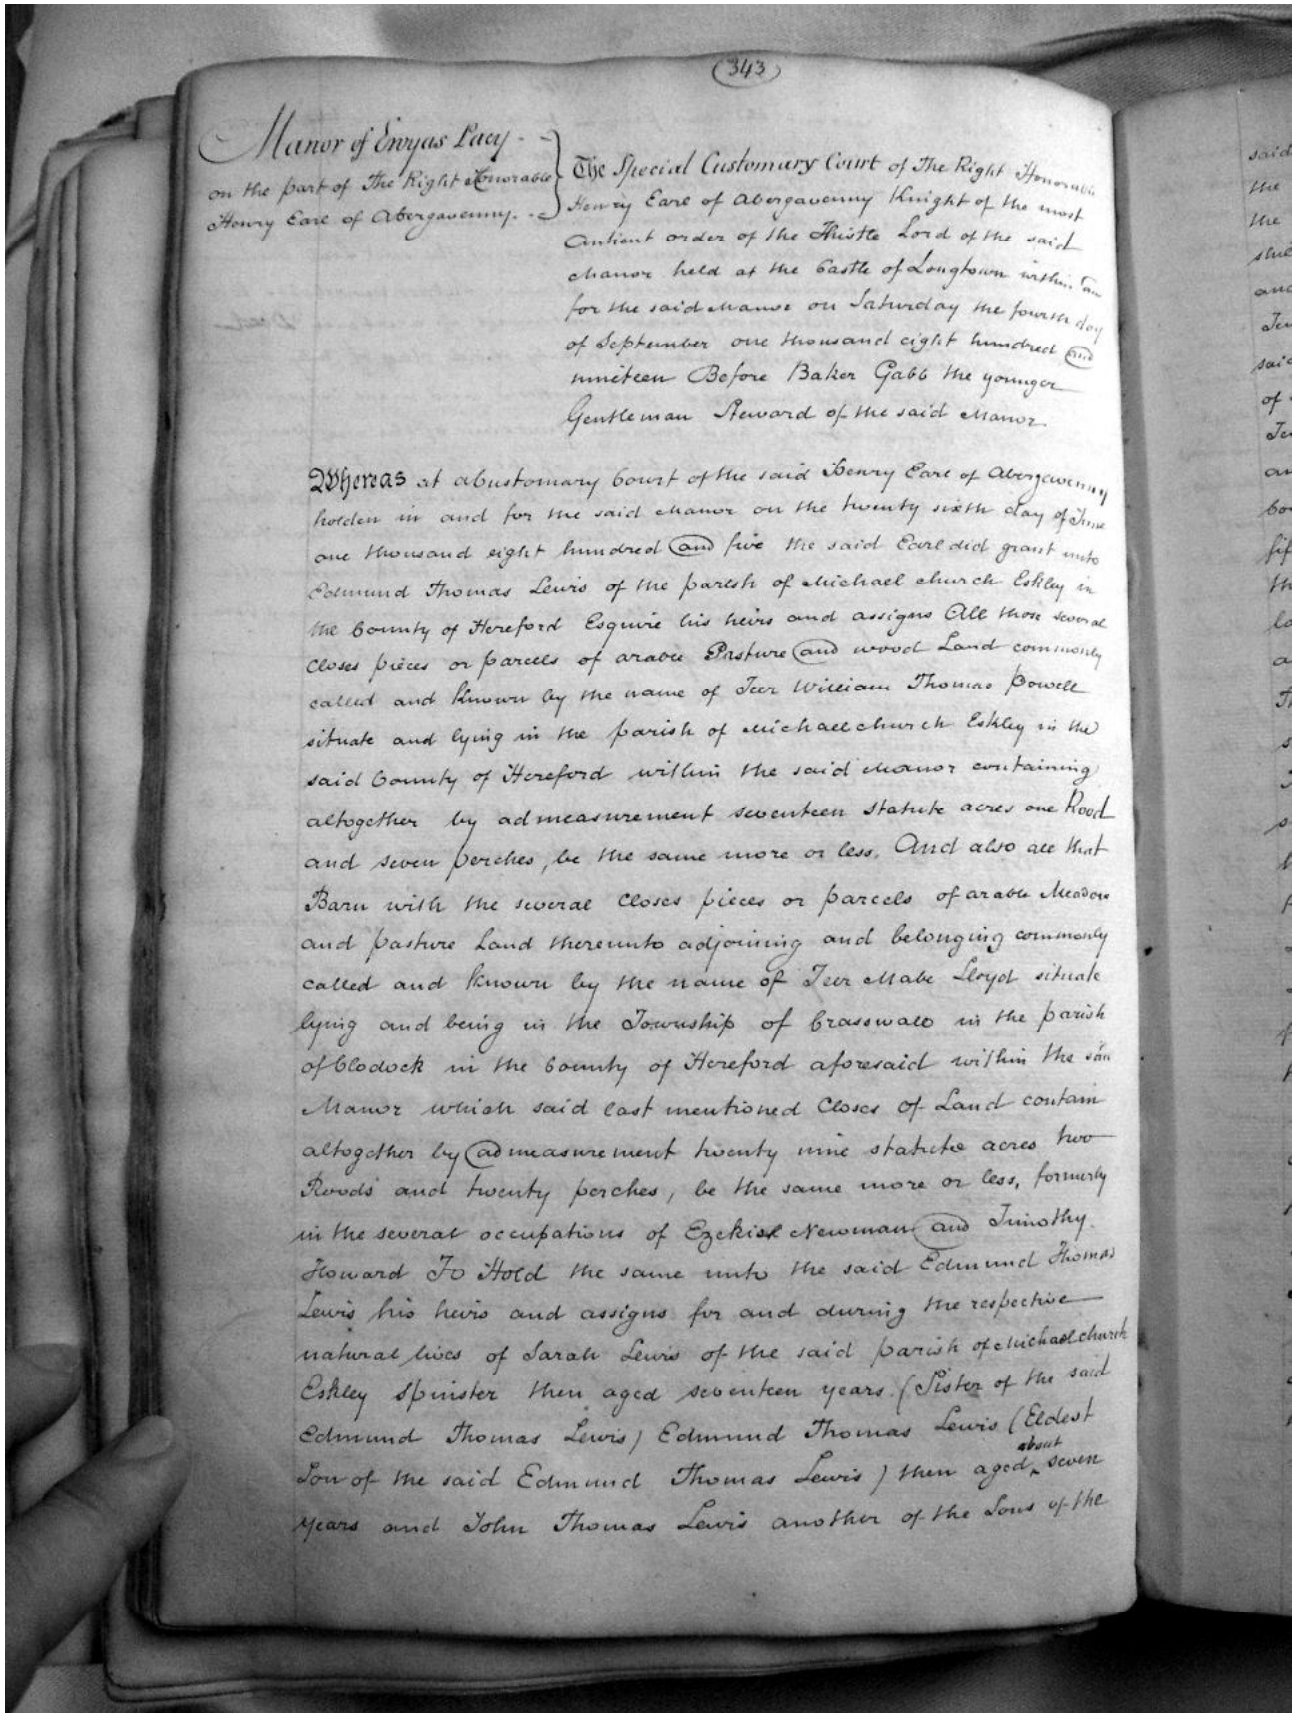 343
Manor of Ewyas Lacy
on the part of The Right Honorable
Henry Earl of Abergavenny.
The Special Customary Court of The Right Honorable
Henry Earl of Abergavenny Knight of the most
Antient order of the Thistle Lord of the said
Manor held at the Castle of Longtown within and
for the said Manor on Saturday the fourth day
of September one thousand eight hundred and
nineteen Before Baker Gabb the younger
Gentleman Steward of the said Manor.
Whereas at a Customary Court of the said Henry Earl of Abergavenny
holden in and for the said Manor on the twenty sixth day of June
one thousand eight hundred and five the said Earl did grant unto
Edmund Thomas Lewis of the parish of Michael church Eskley in
the County of Hereford Esquire his heirs and assigns All those several
Closes pieces or parcels of arable Pasture and wood Land commonly
called and known by the name of Teer William Thomas Powell
situate and lying in the parish of Michaelchurch Eskley in the
said County of Hereford within the said Manor containing
altogether by admeasurement seventeen statute acres one Rood
and seven perches, be the same more or less. And also all that
Barn with the several Closes pieces or parcels of arable Meadow
and pasture Land thereunto adjoining and belonging commonly
called and known by the name of Teer Mabe Lloyd situate
lying and being in the Township of Crasswall in the parish
of Clodock in the County of Hereford aforesaid within the said
Manor which said last mentioned Closes of Land contain
altogether by admeasurement twenty nine statute acres two
Roods and twenty perches, be the same more or less, formerly
in the several occupations of Ezekiel Newman and Timothy
Howard To Hold the same unto the said Edmund Thomas
Lewis his heirs and assigns for and during the respective
natural lives of Sarah Lewis of the said parish of Michaelchurch
Eskley Spinster then aged seventeen years (Sister of the said
Edmund Thomas Lewis) Edmund Thomas Lewis (Eldest
Son of the said Edmund Thomas Lewis) then aged about seven
years and John Thomas Lewis another of the Sons of the
said
the
the
and
said
of